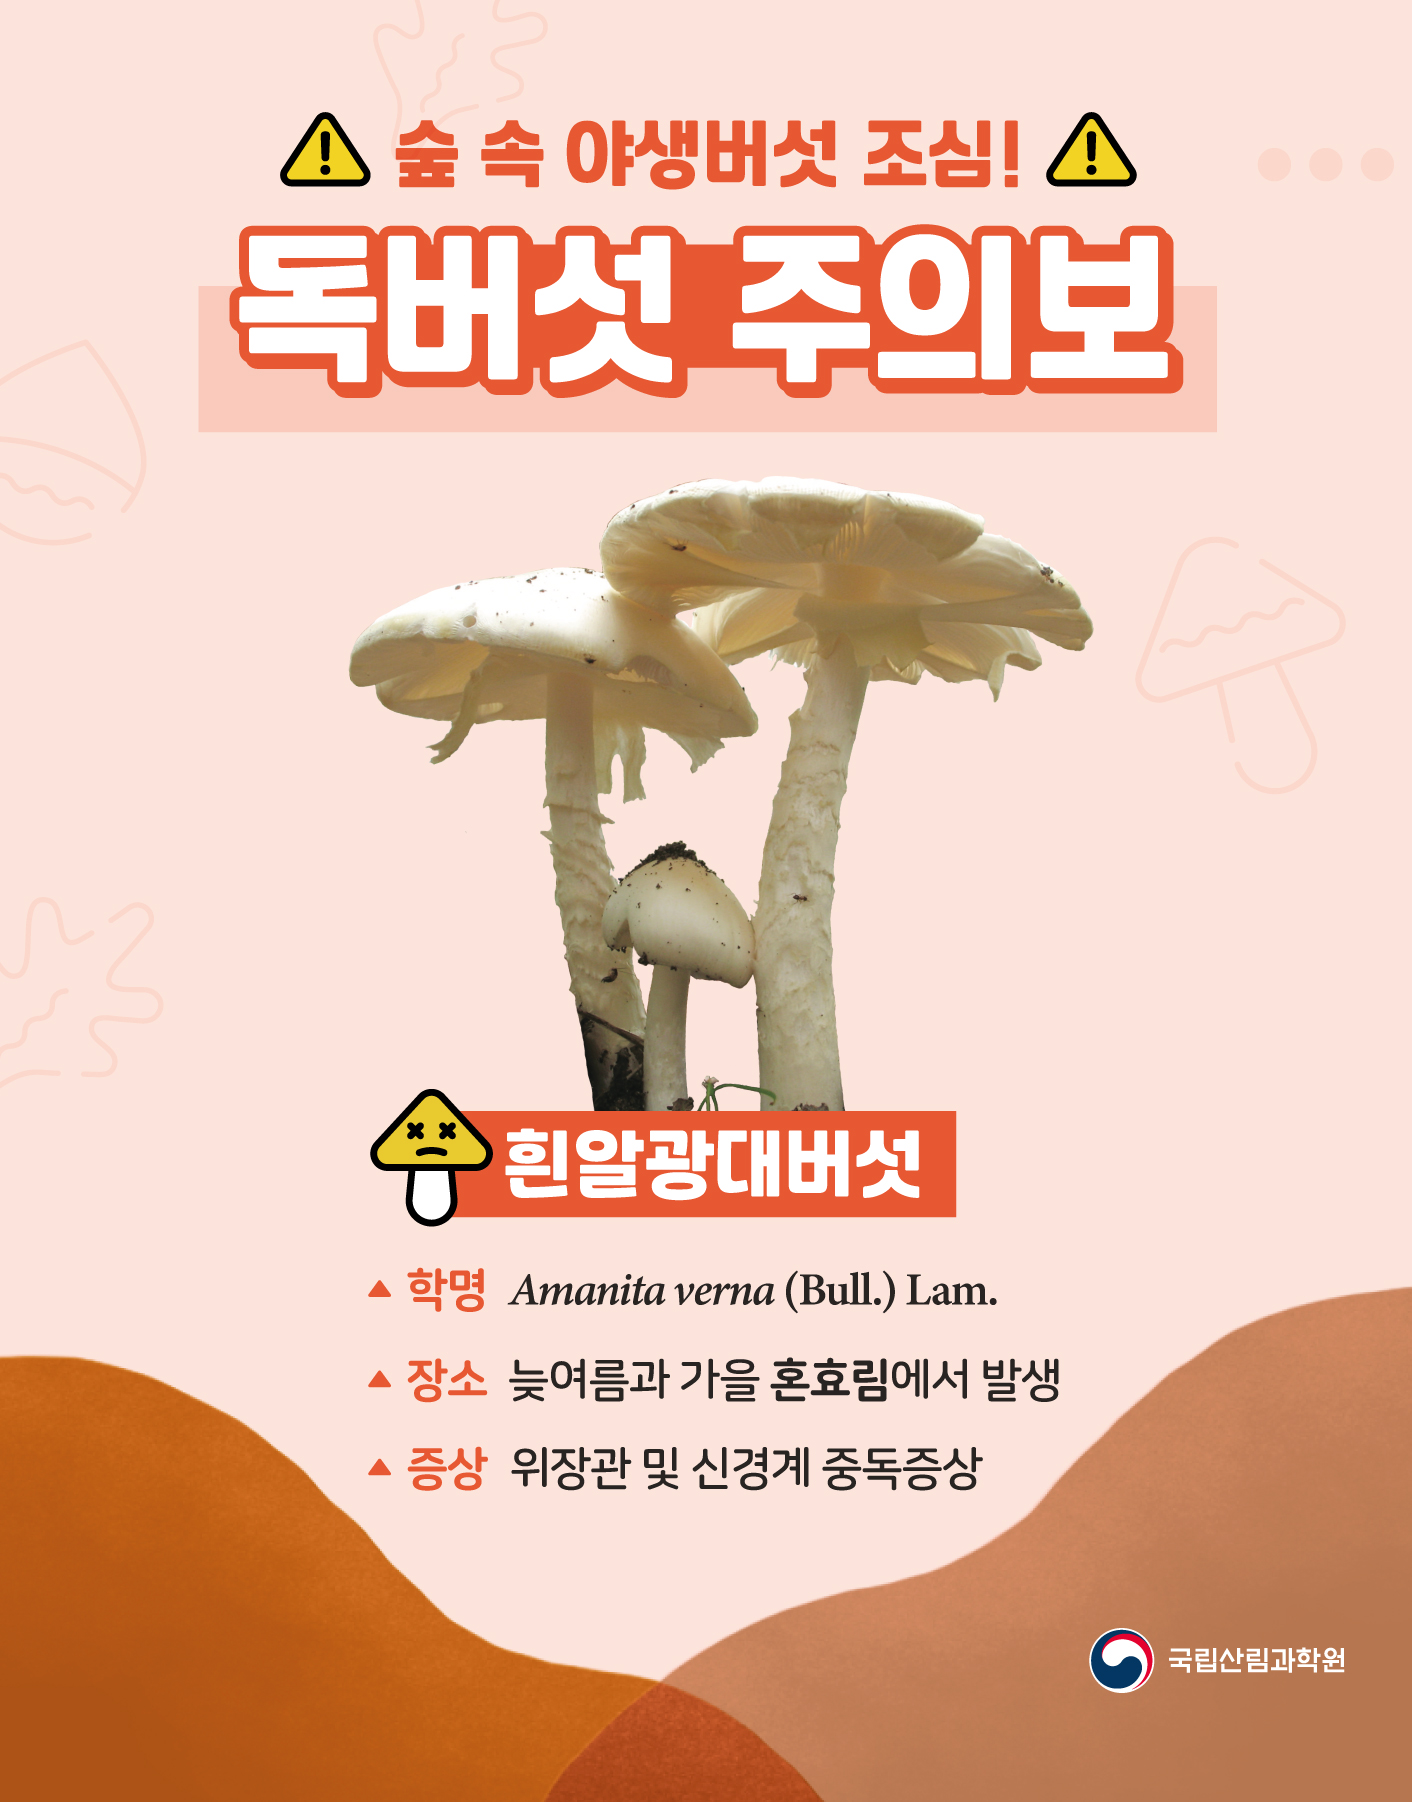 숲 속 야생버섯 조심!
독버섯 주의보
흰알광대버섯
▲ 학명 Amanita verna (Bull.) Lam.
▲ 장소 늦여름과 가을 혼효림에서 발생
▲ 증상 위장관 및 신경계 중독증상
국립산림과학원